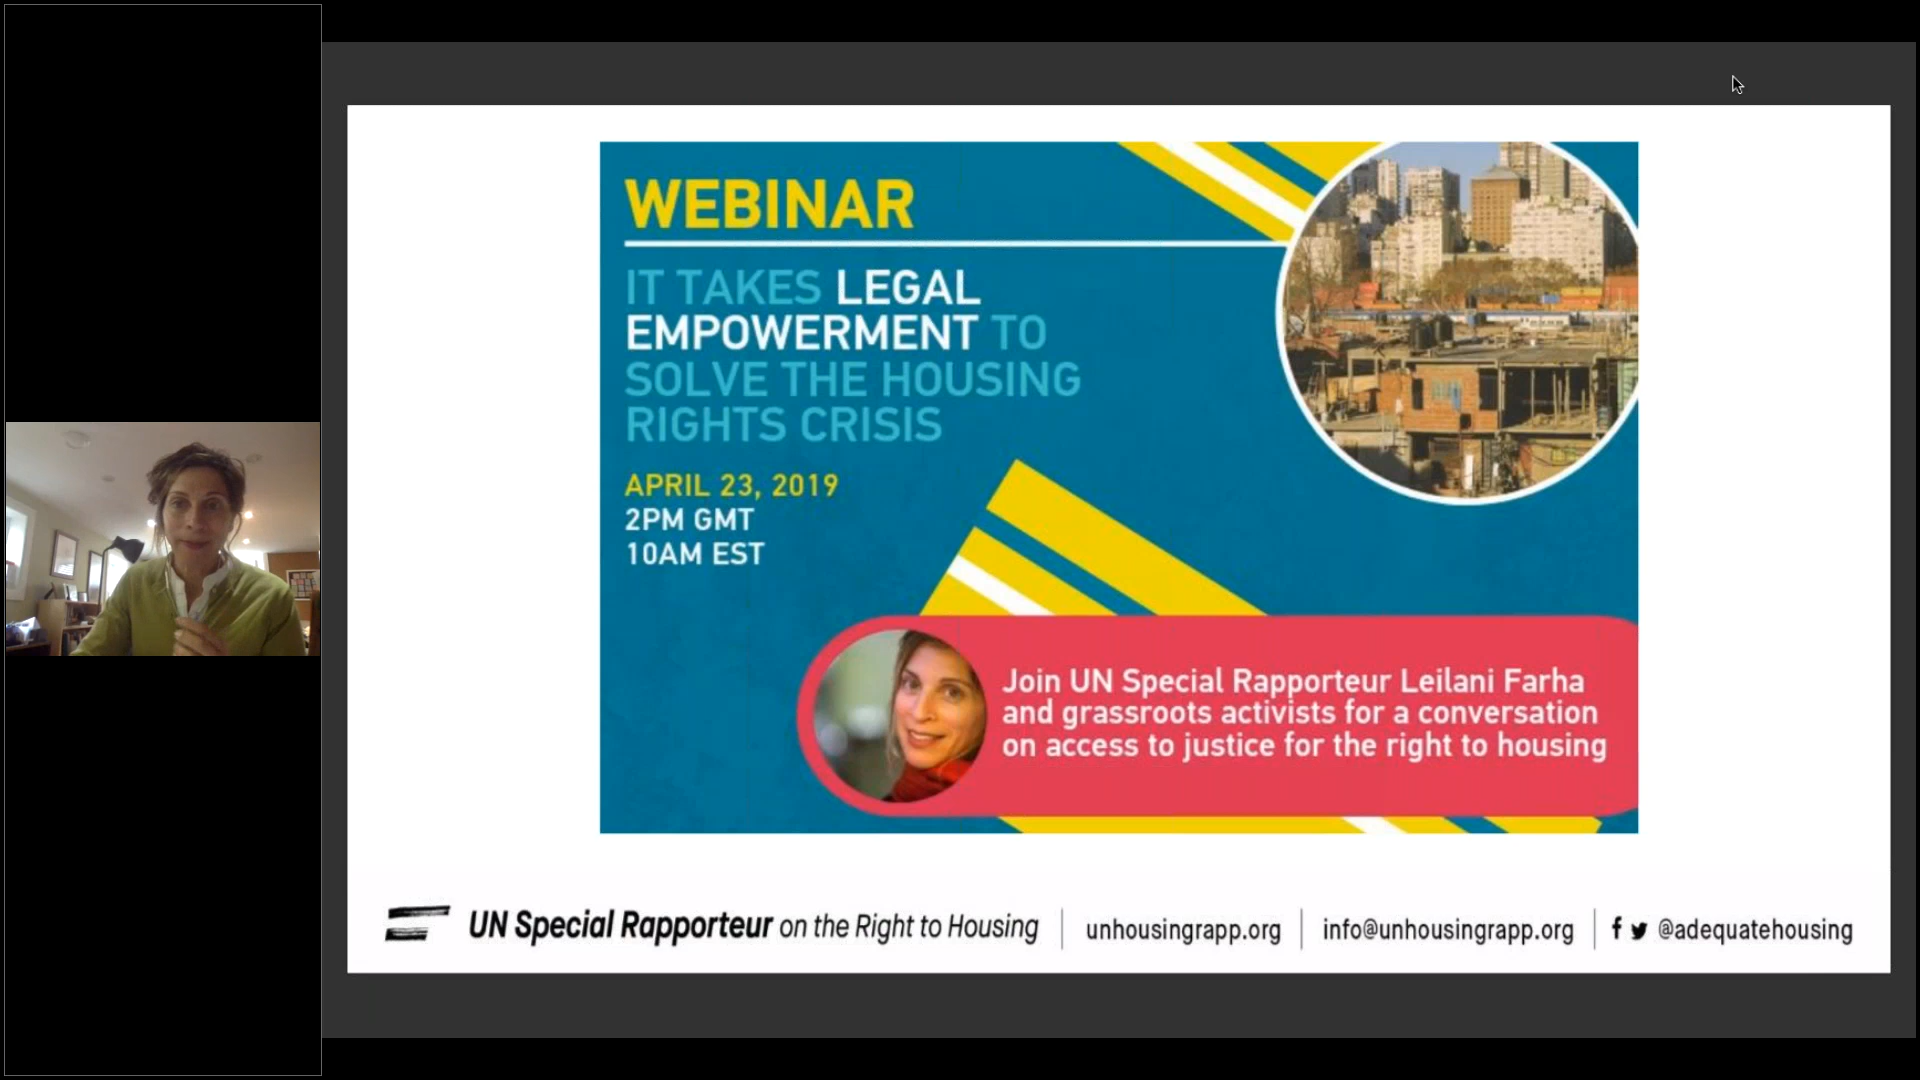 WEBINAR
IT TAKES LEGAL
EMPOWERMENT TO
SOLVE THE HOUSING
RIGHTS CRISIS
APRIL 23, 2019
2PM GMT
10AM EST
Join UN Special Rapporteur Leilani Farha
and grassroots activists for a conversation
on access to justice for the right to housing
UN Special Rapporteur on the Right to Housing
unhousingrapp.org
info@unhousingrapp.org
@adequatehousing